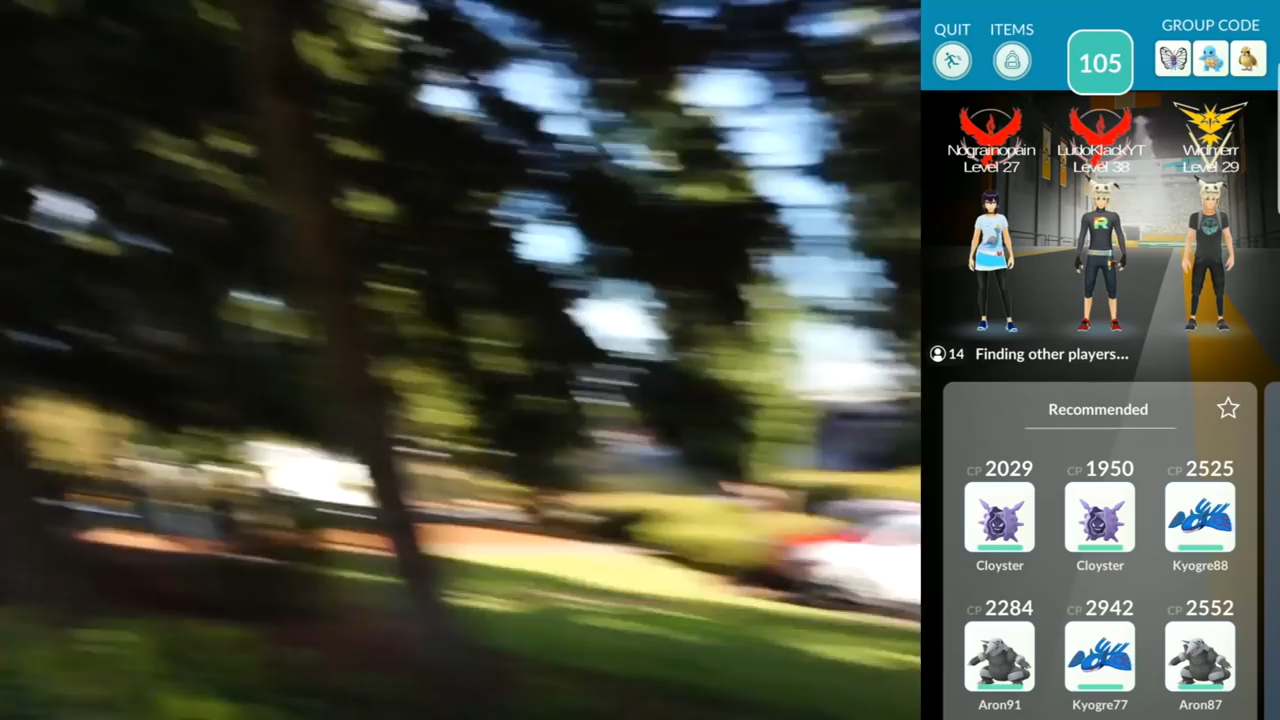 QUIT
ITEMS
GROUP CODE
105
Nograinopain
LudoKlackYT
Level 27
Level 38
Level 29
14 Finding other players...
Recommended
CP 2029
CP 1950
CP 2525
Cloyster
Cloyster
Kyogre88
CP 2284
CP 2942
CP 2552
Aron91
Kyogre77
Aron87